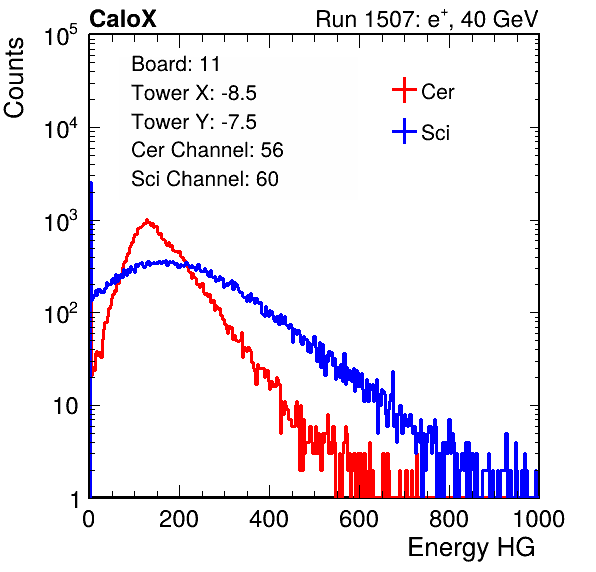 CaloX Run 1507: e⁺, 40 GeV
Counts
10⁵
10⁴
10³
10²
10
1
Board: 11
Tower X: -8.5
Tower Y: -7.5
Cer Channel: 56
Sci Channel: 60
Cer
Sci
0 200 400 600 800 1000
Energy HG